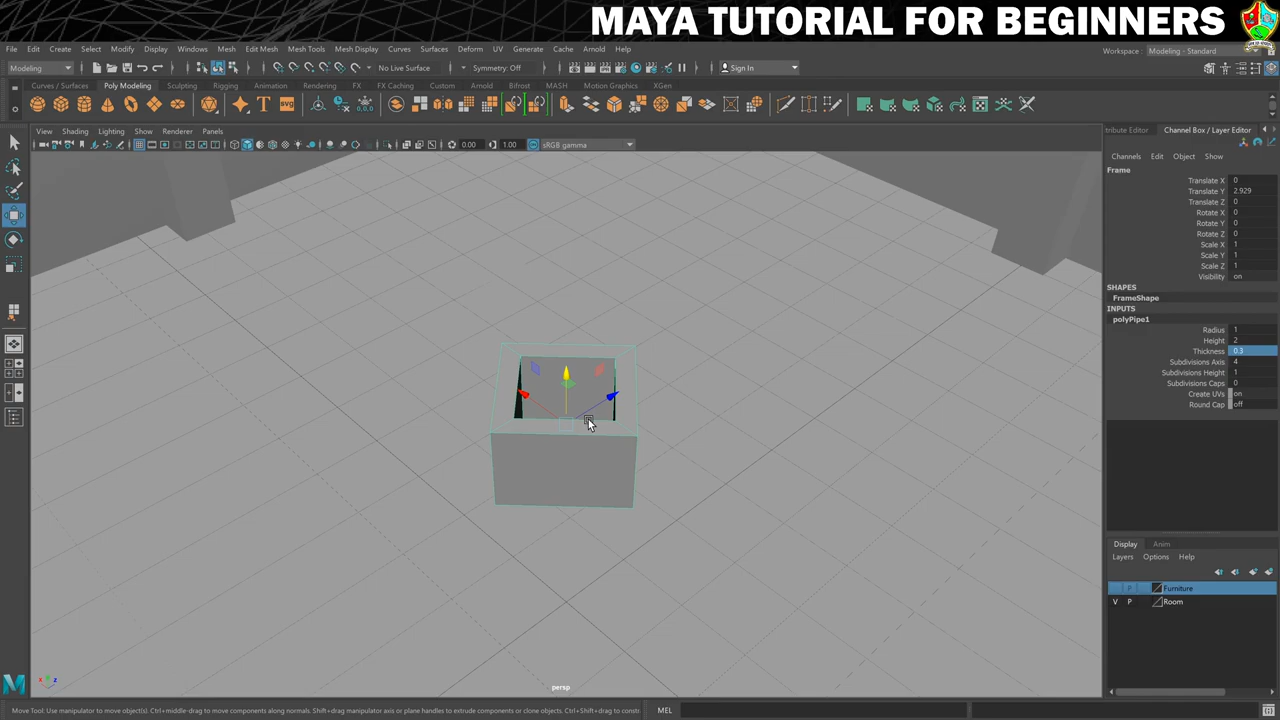 MAYA TUTORIAL FOR BEGINNERS
File Edit Create Select Modify Display Windows Mesh Edit Mesh Mesh Tools Mesh Display Curves Surfaces Deform UV Generate Cache Arnold Help
Workspace : Modeling - Standard
Modeling No Live Surface Symmetry: Off Sign In
Curves / Surfaces Poly Modeling Sculpting Rigging Animation Rendering FX FX Caching Custom Arnold Bifrost MASH Motion Graphics XGen
View Shading Lighting Show Renderer Panels
0.00 1.00 sRGB gamma
tribute Editor Channel Box / Layer Editor
Channels Edit Object Show
Frame
Translate X 0
Translate Y 2.929
Translate Z 0
Rotate X 0
Rotate Y 0
Rotate Z 0
Scale X 1
Scale Y 1
Scale Z 1
Visibility on
SHAPES
FrameShape
INPUTS
polyPipe1
Radius 1
Height 2
Thickness 0.3
Subdivisions Axis 4
Subdivisions Height 1
Subdivisions Caps 0
Create UVs on
Round Cap off
Display Anim
Layers Options Help
P Furniture
V P Room
persp
Move Tool: Use manipulator to move object(s). Ctrl+middle-drag to move components along normals. Shift+drag manipulator axis or plane handles to extrude components or clone objects. Ctrl+Shift+drag to constr
MEL